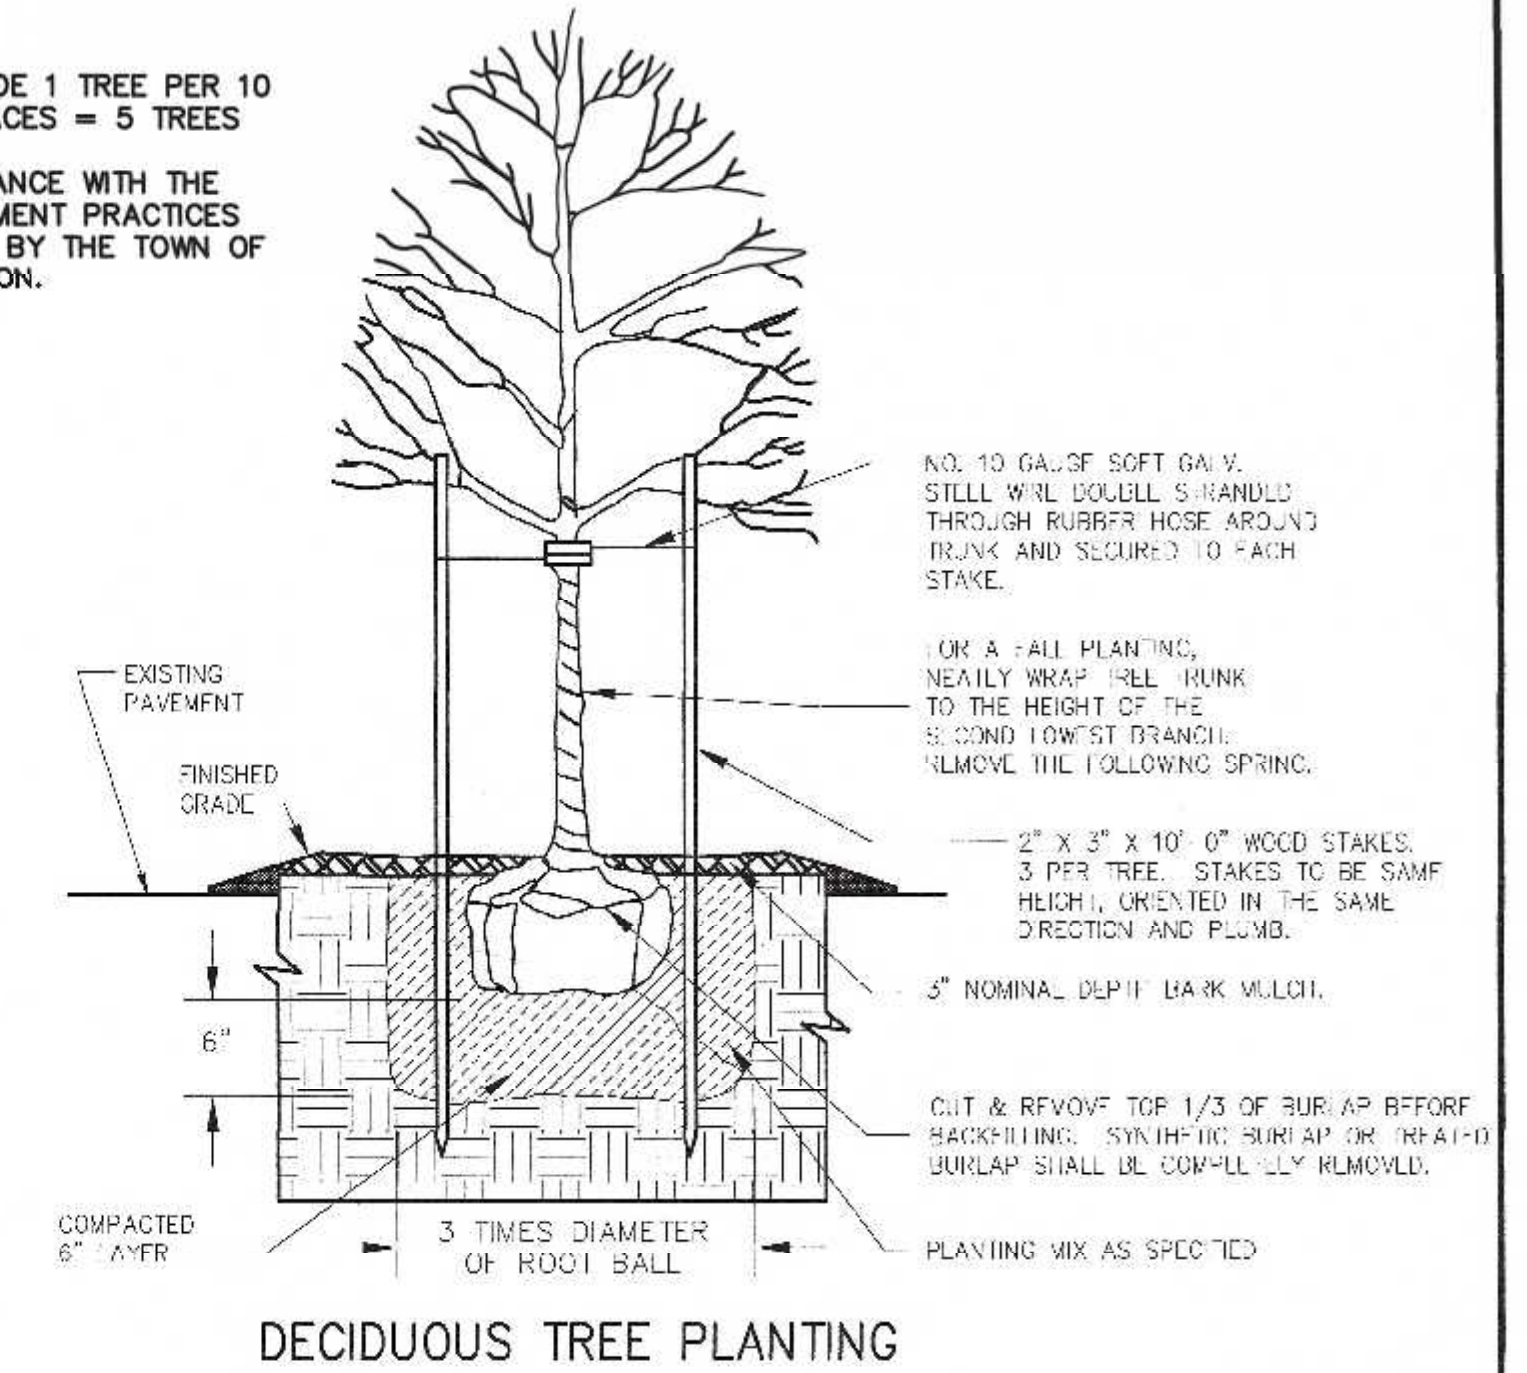 DE 1 TREE PER 10
ACES = 5 TREES
ANCE WITH THE
MENT PRACTICES
BY THE TOWN OF
ON.
NO. 10 GAUGE SOFT GALV.
STEEL WIRE DOUBLE STRANDED
THROUGH RUBBER HOSE AROUND
TRUNK AND SECURED TO EACH
STAKE.
FOR A FALL PLANTING,
NEATLY WRAP TREE TRUNK
TO THE HEIGHT OF THE
SECOND LOWEST BRANCH.
REMOVE THE FOLLOWING SPRING.
EXISTING
PAVEMENT
FINISHED
GRADE
2" X 3" X 10' 0" WOOD STAKES.
3 PER TREE. STAKES TO BE SAME
HEIGHT, ORIENTED IN THE SAME
DIRECTION AND PLUMB.
3" NOMINAL DEPTH BARK MULCH.
6"
CUT & REMOVE TOP 1/3 OF BURLAP BEFORE
BACKFILLING. SYNTHETIC BURLAP OR TREATED
BURLAP SHALL BE COMPLETELY REMOVED.
COMPACTED
6" LAYER
3 TIMES DIAMETER
OF ROOT BALL
PLANTING MIX AS SPECIFIED
DECIDUOUS TREE PLANTING